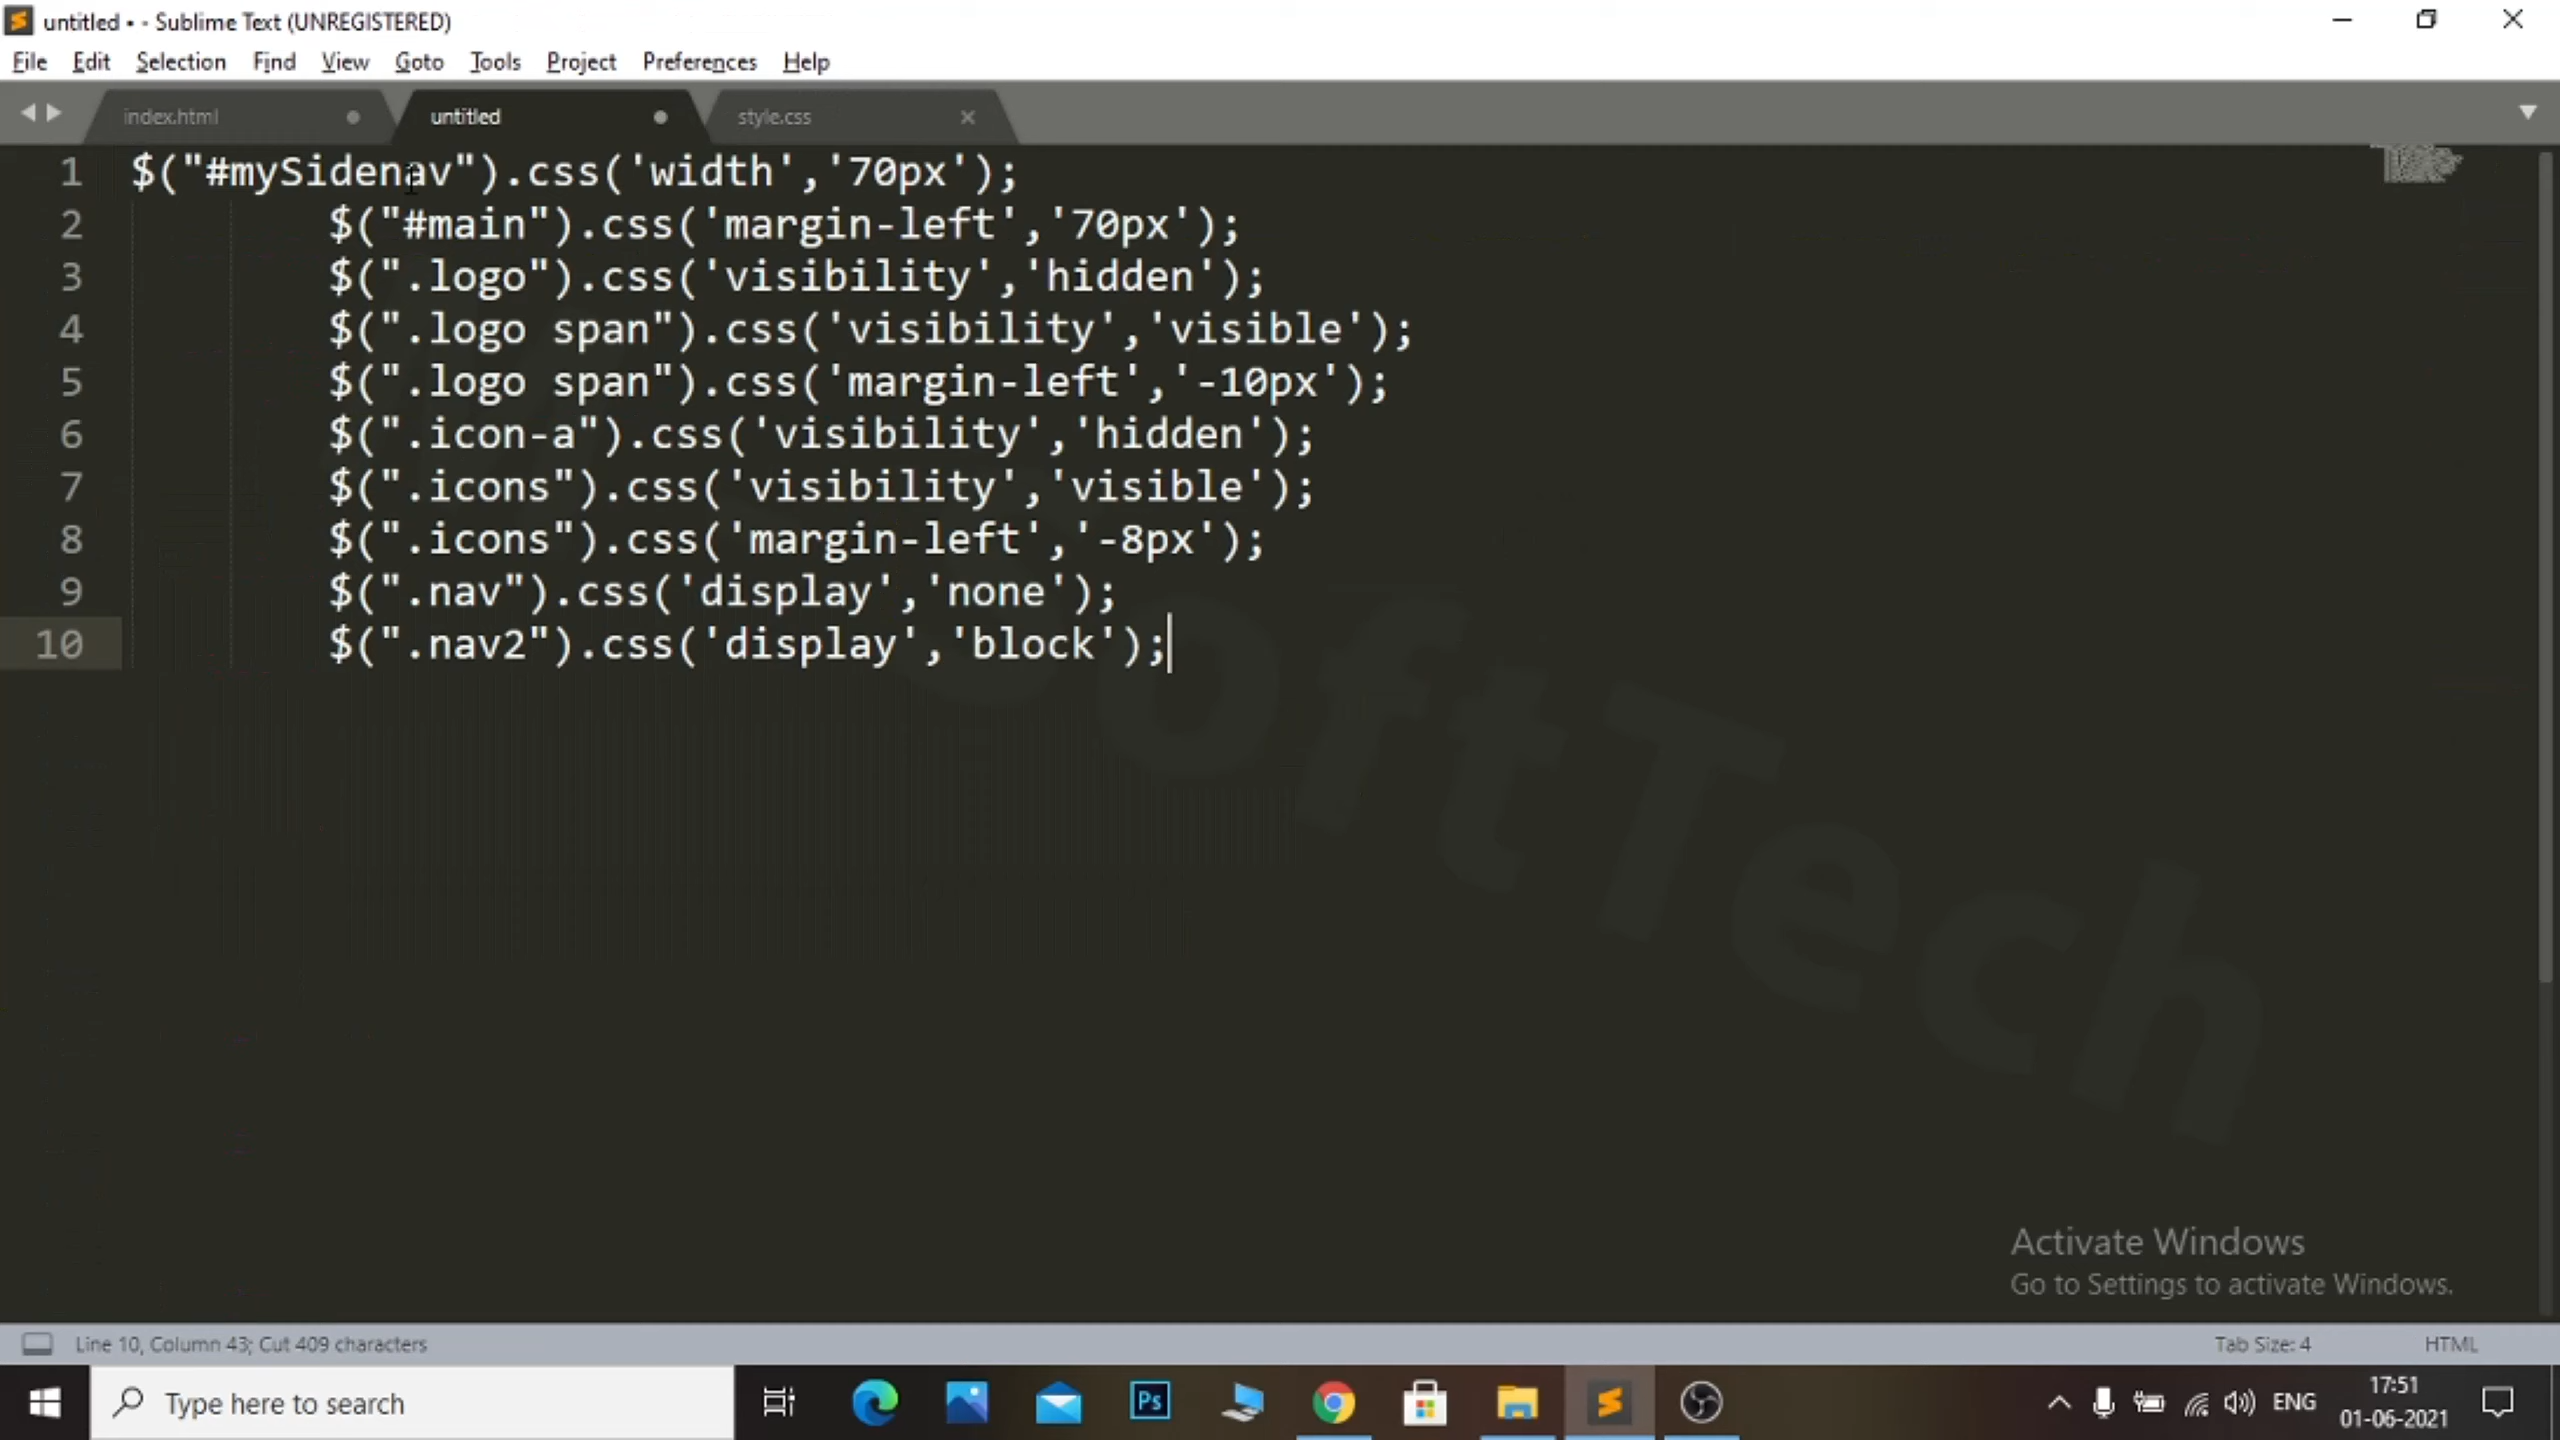 untitled • - Sublime Text (UNREGISTERED)
File Edit Selection Find View Goto Tools Project Preferences Help
index.html untitled style.css
1 $("#mySidenav").css('width','70px');
2 $("#main").css('margin-left','70px');
3 $(".logo").css('visibility','hidden');
4 $(".logo span").css('visibility','visible');
5 $(".logo span").css('margin-left','-10px');
6 $(".icon-a").css('visibility','hidden');
7 $(".icons").css('visibility','visible');
8 $(".icons").css('margin-left','-8px');
9 $(".nav").css('display','none');
10 $(".nav2").css('display','block');
Activate Windows
Go to Settings to activate Windows.
Line 10, Column 43; Cut 409 characters Tab Size: 4 HTML
Type here to search Ps ENG 17:51
01-06-2021